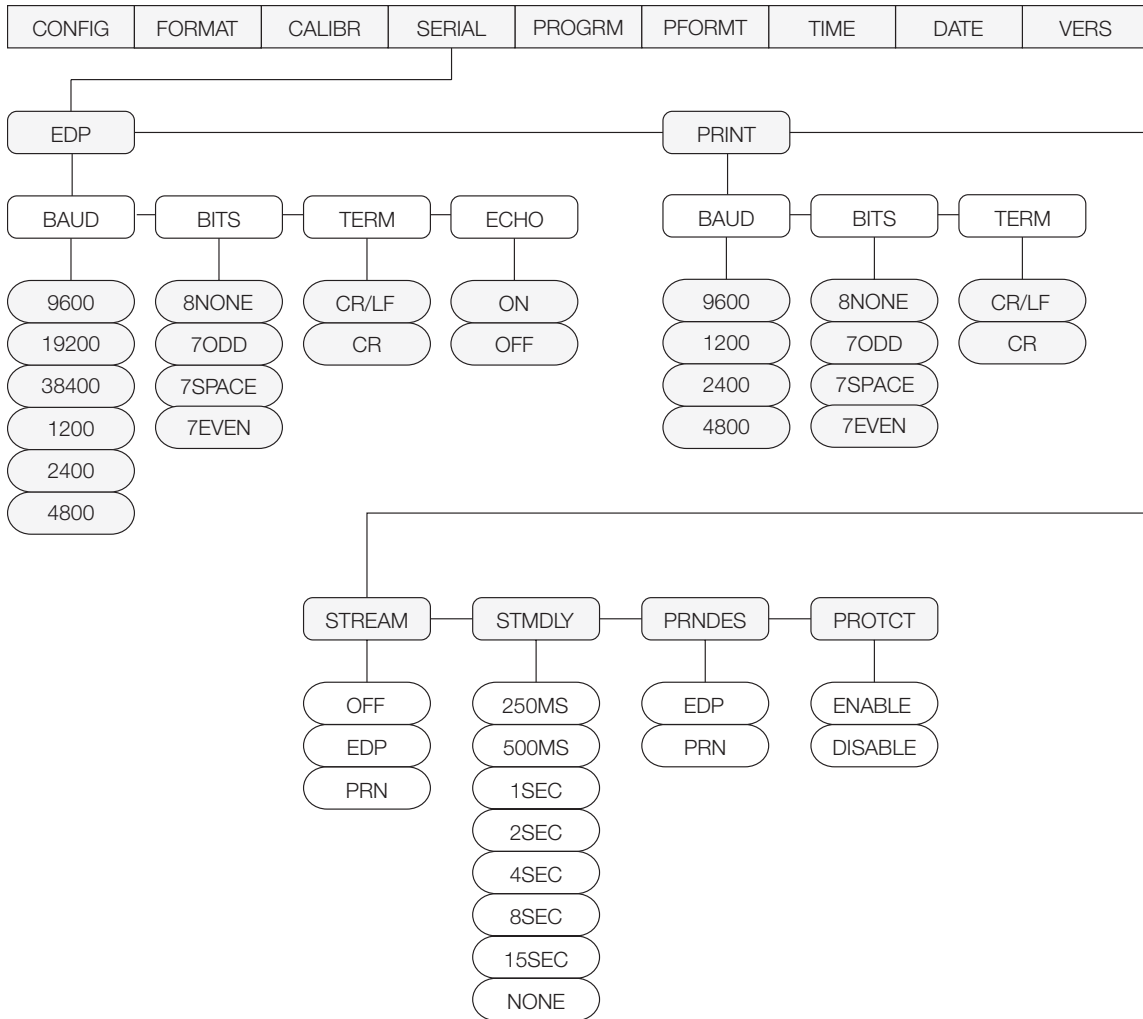 CONFIG FORMAT CALIBR SERIAL PROGRM PFORMT TIME DATE VERS
EDP PRINT
BAUD BITS TERM ECHO BAUD BITS TERM
9600 8NONE CR/LF ON 9600 8NONE CR/LF
19200 7ODD CR OFF 1200 7ODD CR
38400 7SPACE 2400 7SPACE
1200 7EVEN 4800 7EVEN
2400
4800
STREAM STMDLY PRNDES PROTCT
OFF 250MS EDP ENABLE
EDP 500MS PRN DISABLE
PRN 1SEC
2SEC
4SEC
8SEC
15SEC
NONE